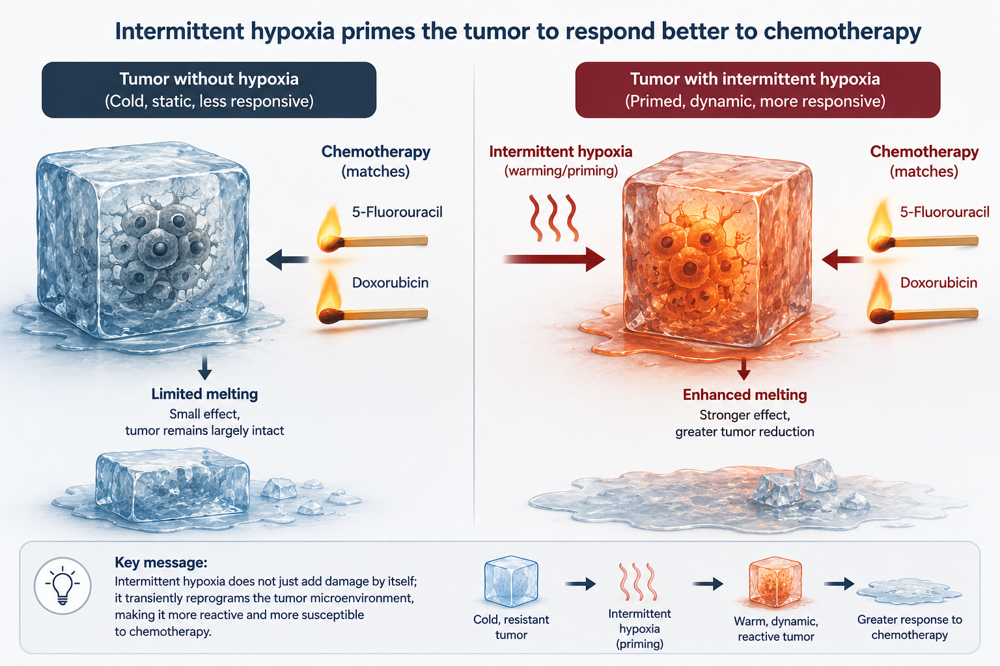 Intermittent hypoxia primes the tumor to respond better to chemotherapy
Tumor without hypoxia
(Cold, static, less responsive)
Chemotherapy
(matches)
5-Fluorouracil
Doxorubicin
Limited melting
Small effect,
tumor remains largely intact
Tumor with intermittent hypoxia
(Primed, dynamic, more responsive)
Intermittent hypoxia
(warming/priming)
Chemotherapy
(matches)
5-Fluorouracil
Doxorubicin
Enhanced melting
Stronger effect,
greater tumor reduction
Key message:
Intermittent hypoxia does not just add damage by itself;
it transiently reprograms the tumor microenvironment,
making it more reactive and more susceptible
to chemotherapy.
Cold, resistant
tumor
Intermittent
hypoxia
(priming)
Warm, dynamic,
reactive tumor
Greater response to
chemotherapy